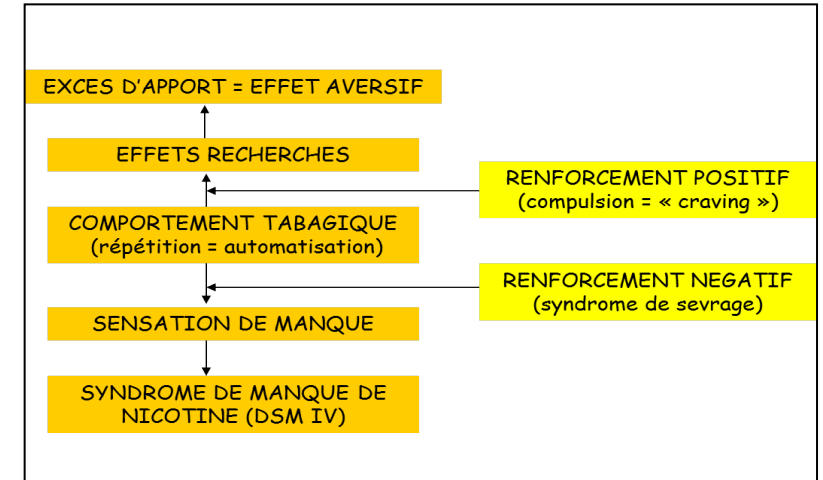 EXCES D'APPORT = EFFET AVERSIF
EFFETS RECHERCHES
RENFORCEMENT POSITIF
(compulsion = « craving »)
COMPORTEMENT TABAGIQUE
(répétition = automatisation)
RENFORCEMENT NEGATIF
(syndrome de sevrage)
SENSATION DE MANQUE
SYNDROME DE MANQUE DE
NICOTINE (DSM IV)